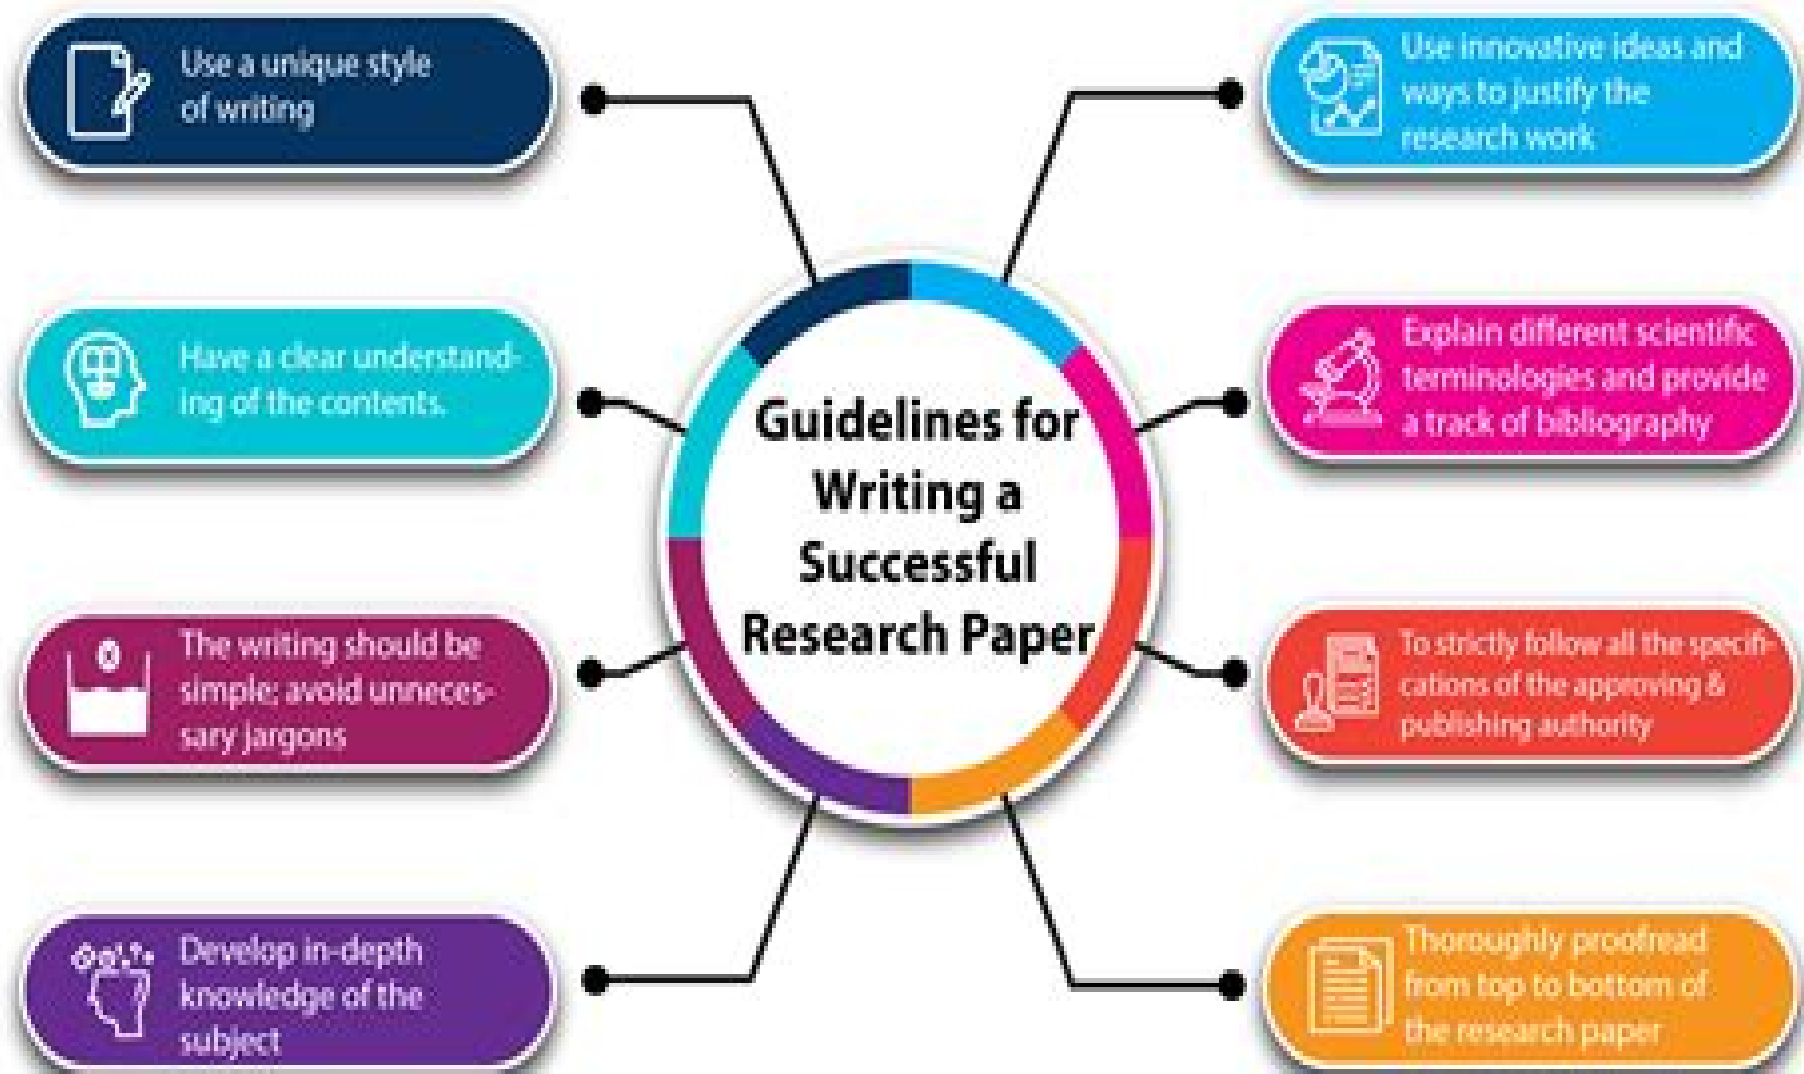 Use a unique style
of writing
Have a clear understand-
ing of the contents.
The writing should be
simple; avoid unneces-
sary jargons
Develop in-depth
knowledge of the
subject
Guidelines for
Writing a
Successful
Research Paper
Use innovative ideas and
ways to justify the
research work
Explain different scientific
terminologies and provide
a track of bibliography
To strictly follow all the specifi-
cations of the approving &
publishing authority
Thoroughly proofread
from top to bottom of
the research paper